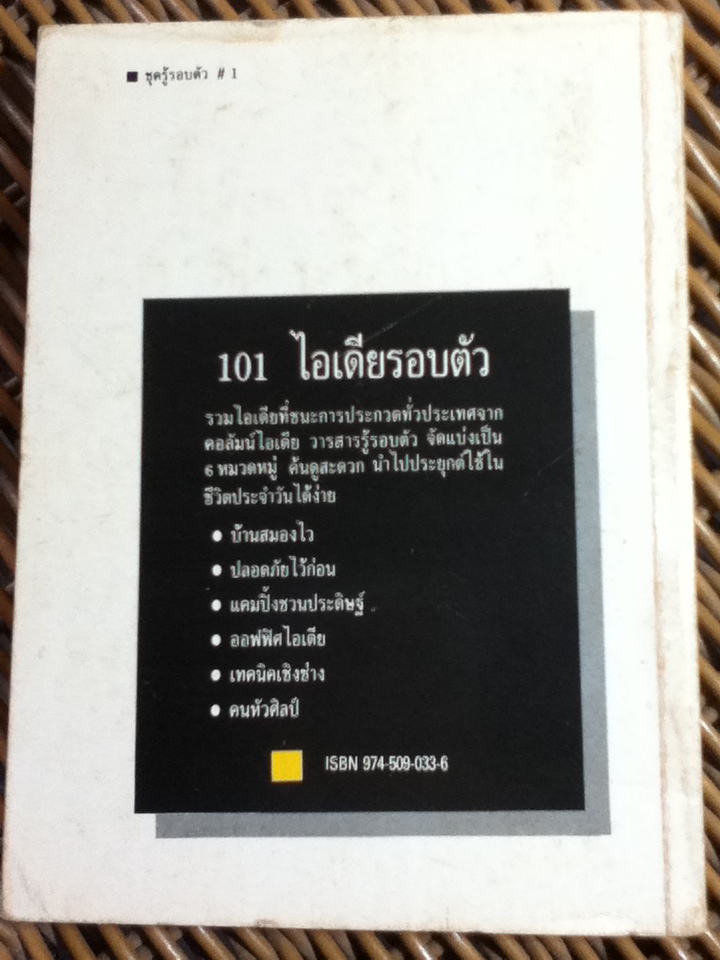 ■ ชุดรู้รอบตัว # 1
101 ไอเดียรอบตัว
รวมไอเดียที่ชนะการประกวดทั่วประเทศจาก
คอลัมน์ไอเดีย วารสารรู้รอบตัว จัดแบ่งเป็น
6 หมวดหมู่ ค้นดูสะดวก นำไปประยุกต์ใช้ใน
ชีวิตประจำวันได้ง่าย
● บ้านสมองไว
● ปลอดภัยไว้ก่อน
● แคมปิ้งชวนประดิษฐ์
● ออฟฟิศไอเดีย
● เทคนิคเชิงช่าง
● คนหัวศิลป์
ISBN 974-509-033-6